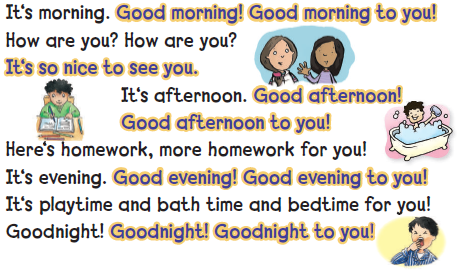 It's morning. Good morning! Good morning to you!
How are you? How are you?
It's so nice to see you.
It's afternoon. Good afternoon!
Good afternoon to you!
Here's homework, more homework for you!
It's evening. Good evening! Good evening to you!
It's playtime and bath time and bedtime for you!
Goodnight! Goodnight! Goodnight to you!